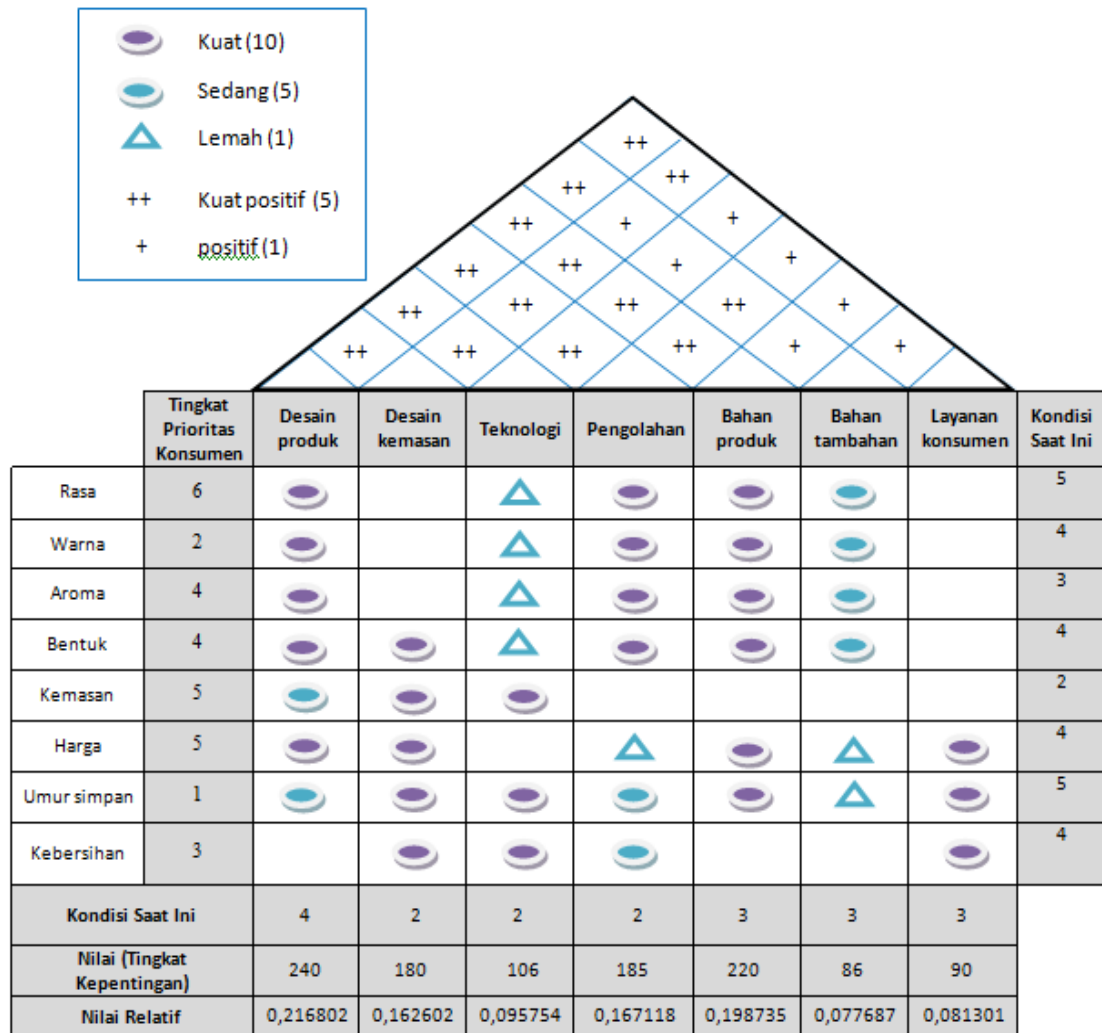 Kuat (10)
Sedang (5)
Lemah (1)
++ Kuat positif (5)
+ positif (1)
++
++ ++
++ + +
++ ++ + +
++ ++ ++ ++ +
++ ++ ++ ++ + +
Tingkat Prioritas Konsumen Desain produk Desain kemasan Teknologi Pengolahan Bahan produk Bahan tambahan Layanan konsumen Kondisi Saat Ini
Rasa 6 5
Warna 2 4
Aroma 4 3
Bentuk 4 4
Kemasan 5 2
Harga 5 4
Umur simpan 1 5
Kebersihan 3 4
Kondisi Saat Ini 4 2 2 2 3 3 3
Nilai (Tingkat Kepentingan) 240 180 106 185 220 86 90
Nilai Relatif 0,216802 0,162602 0,095754 0,167118 0,198735 0,077687 0,081301